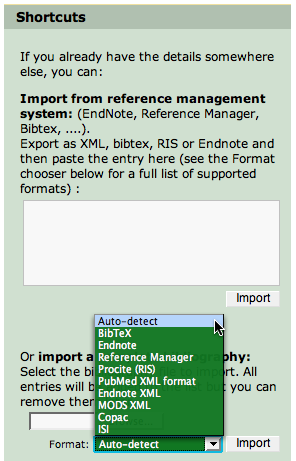 Shortcuts
If you already have the details somewhere
else, you can:
Import from reference management
system: (EndNote, Reference Manager,
Bibtex, ....).
Export as XML, bibtex, RIS or Endnote and
then paste the entry here (see the Format
chooser below for a full list of supported
formats) :
Import
Auto-detect
BibTeX
Endnote
Reference Manager
Procite (RIS)
PubMed XML format
Endnote XML
MODS XML
Copac
ISI
Or import
Select the file to import. All
entries will but you can
remove
Format: Auto-detect Import